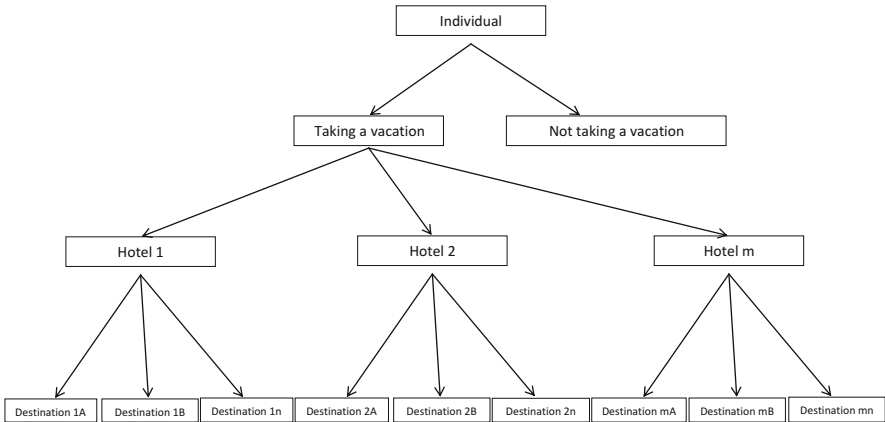 Individual
Taking a vacation
Not taking a vacation
Hotel 1
Hotel 2
Hotel m
Destination 1A
Destination 1B
Destination 1n
Destination 2A
Destination 2B
Destination 2n
Destination mA
Destination mB
Destination mn